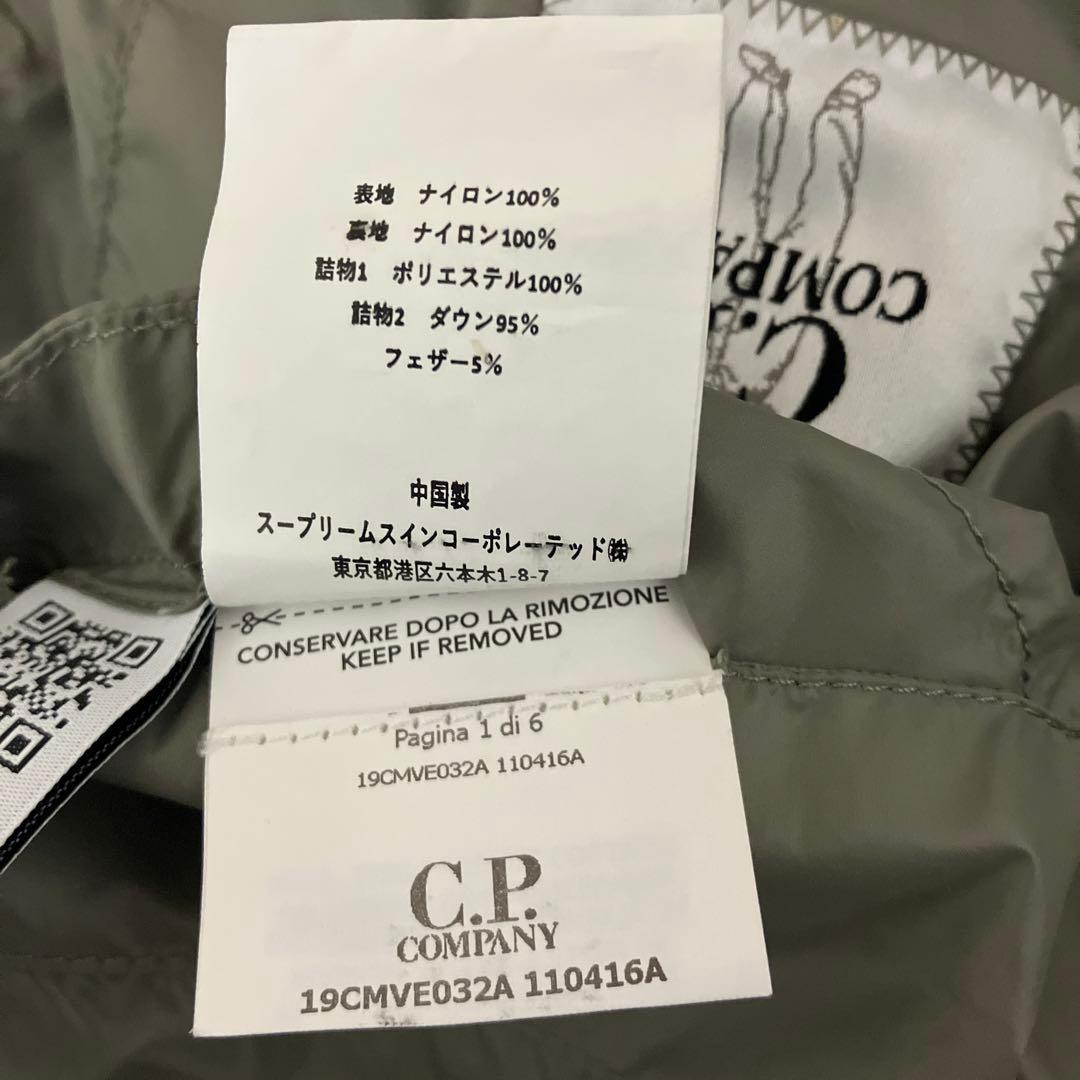 表地 ナイロン100%
裏地 ナイロン100%
詰物1 ポリエステル100%
詰物2 ダウン95%
フェザー5%
中国製
スープリームスインコーポレーテッド㈱
東京都港区六本木1-8-7
CONSERVARE DOPO LA RIMOZIONE
KEEP IF REMOVED
Pagina 1 di 6
19CMVE032A 110416A
C.P.
COMPANY
19CMVE032A 110416A
C.P.
COMPA